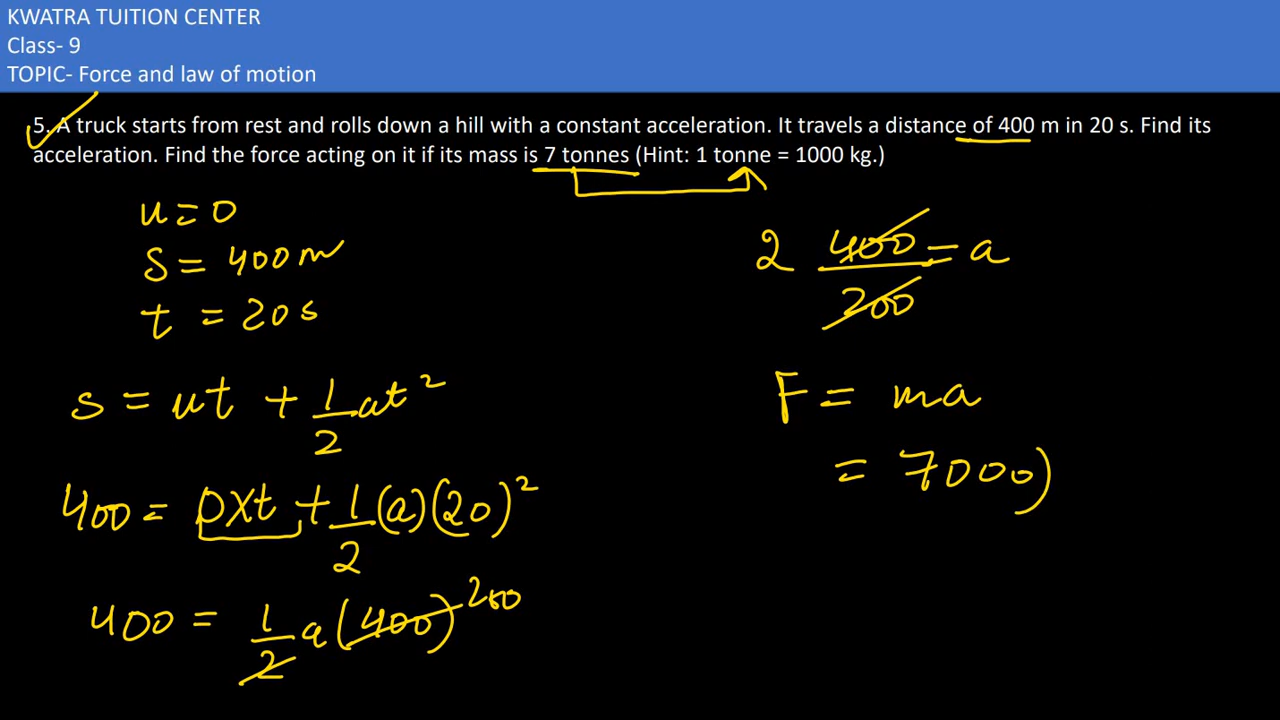 KWATRA TUITION CENTER
Class- 9
TOPIC- Force and law of motion
5. A truck starts from rest and rolls down a hill with a constant acceleration. It travels a distance of 400 m in 20 s. Find its
acceleration. Find the force acting on it if its mass is 7 tonnes (Hint: 1 tonne = 1000 kg.)
u = 0
s = 400m
t = 20s
s = ut + 1/2 at²
400 = 0×t + 1/2 (a)(20)²
400 = 1/2 a(400) 200
2 400/200 = a
F = ma
= 7000)